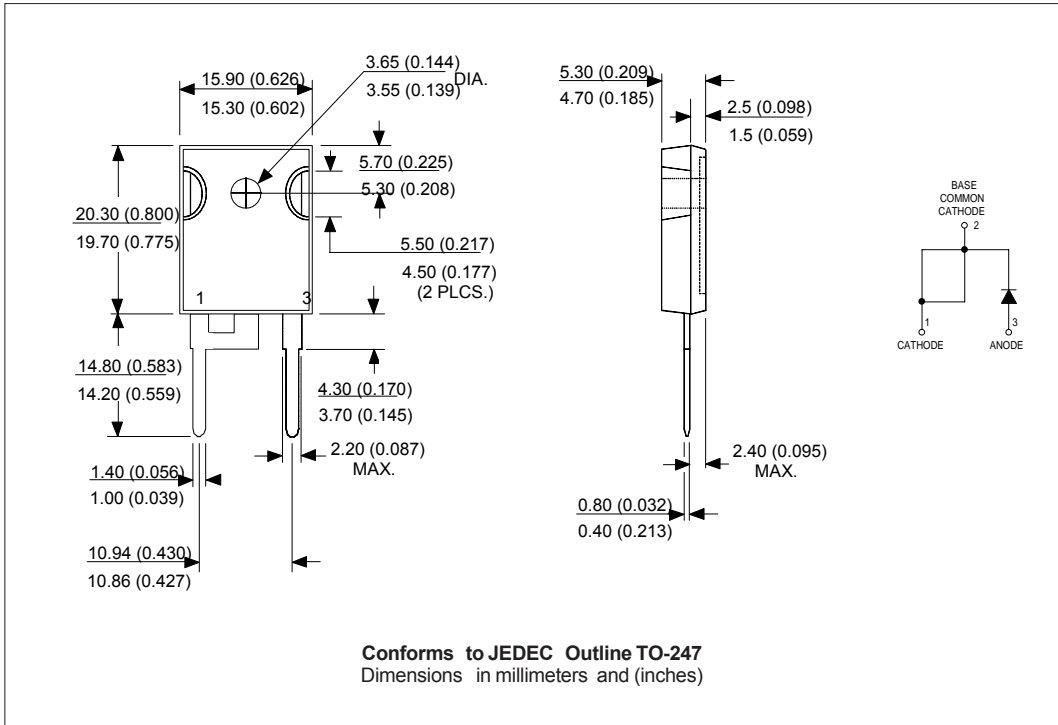 3.65 (0.144)
3.55 (0.139)
DIA.
15.90 (0.626)
15.30 (0.602)
5.70 (0.225)
5.30 (0.208)
20.30 (0.800)
19.70 (0.775)
5.50 (0.217)
4.50 (0.177)
(2 PLCS.)
1 3
14.80 (0.583)
14.20 (0.559)
4.30 (0.170)
3.70 (0.145)
2.20 (0.087)
MAX.
1.40 (0.056)
1.00 (0.039)
10.94 (0.430)
10.86 (0.427)
5.30 (0.209)
4.70 (0.185)
2.5 (0.098)
1.5 (0.059)
2.40 (0.095)
MAX.
0.80 (0.032)
0.40 (0.213)
BASE
COMMON
CATHODE
2
1 3
CATHODE ANODE
Conforms to JEDEC Outline TO-247
Dimensions in millimeters and (inches)